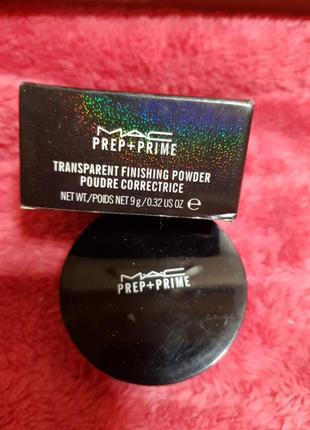 MAC
PREP+PRIME
TRANSPARENT FINISHING POWDER
POUDRE CORRECTRICE
NET WT./POIDS NET 9 g/0.32 US OZ ℮
MAC
PREP+PRIME